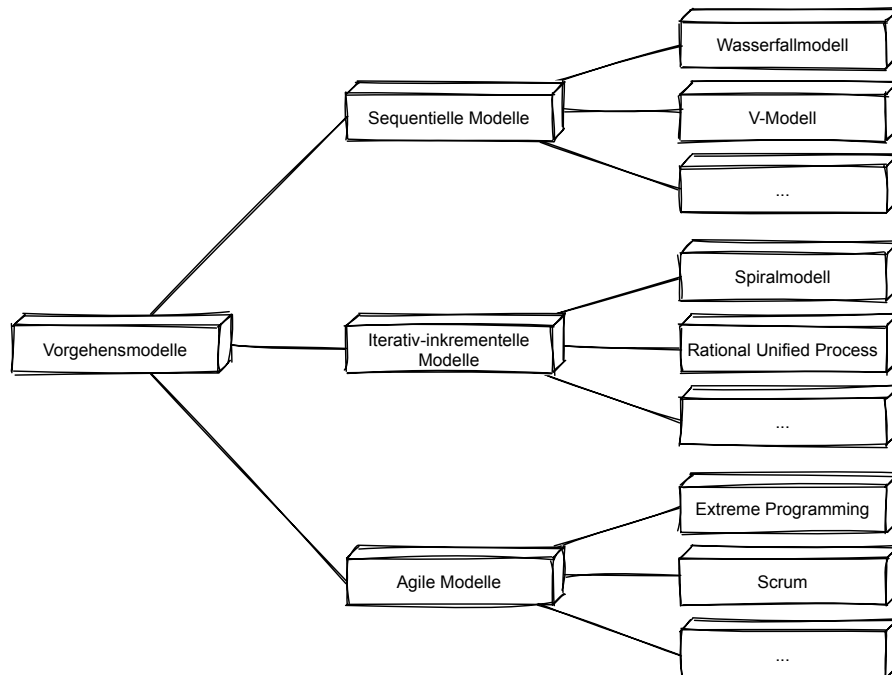 Wasserfallmodell
Sequentielle Modelle
V-Modell
...
Spiralmodell
Vorgehensmodelle
Iterativ-inkrementelle
Modelle
Rational Unified Process
...
Extreme Programming
Agile Modelle
Scrum
...